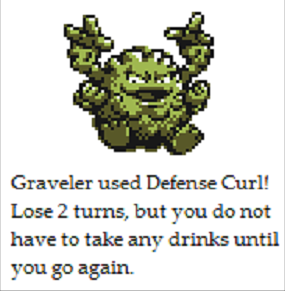 Graveler used Defense Curl!
Lose 2 turns, but you do not
have to take any drinks until
you go again.